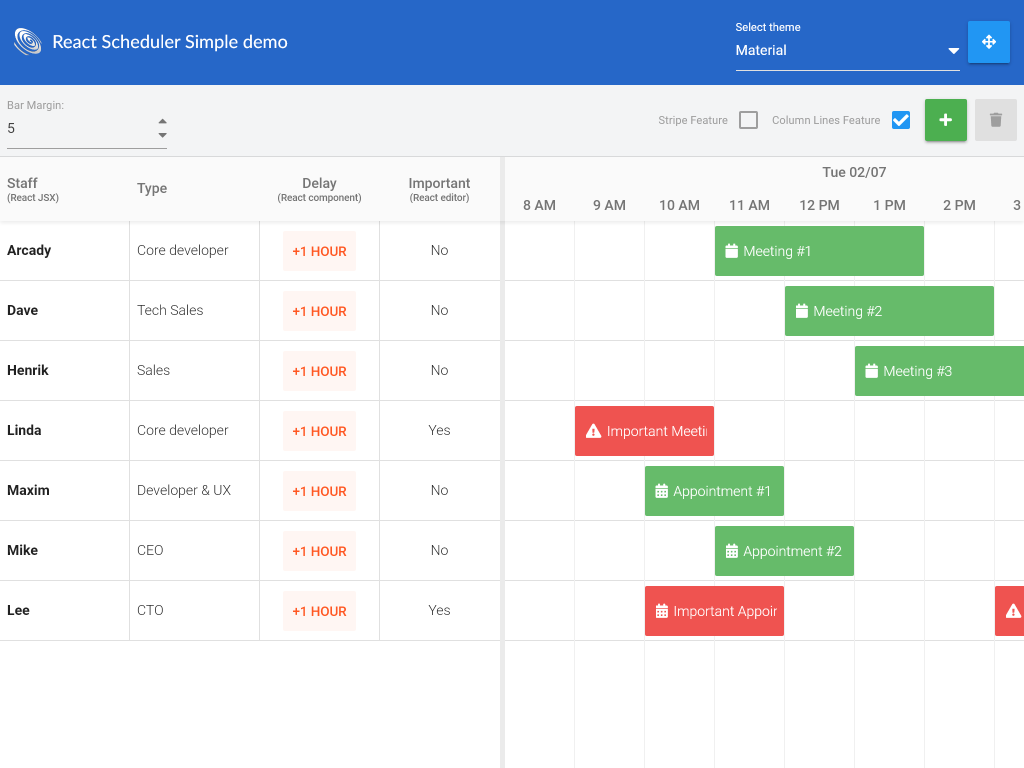 React Scheduler Simple demo
Select theme
Material
Bar Margin:
5
Stripe Feature
Column Lines Feature
Staff
(React JSX)
Type
Delay
(React component)
Important
(React editor)
Tue 02/07
8 AM 9 AM 10 AM 11 AM 12 PM 1 PM 2 PM 3
Arcady Core developer +1 HOUR No Meeting #1
Dave Tech Sales +1 HOUR No Meeting #2
Henrik Sales +1 HOUR No Meeting #3
Linda Core developer +1 HOUR Yes Important Meeti
Maxim Developer & UX +1 HOUR No Appointment #1
Mike CEO +1 HOUR No Appointment #2
Lee CTO +1 HOUR Yes Important Appoir